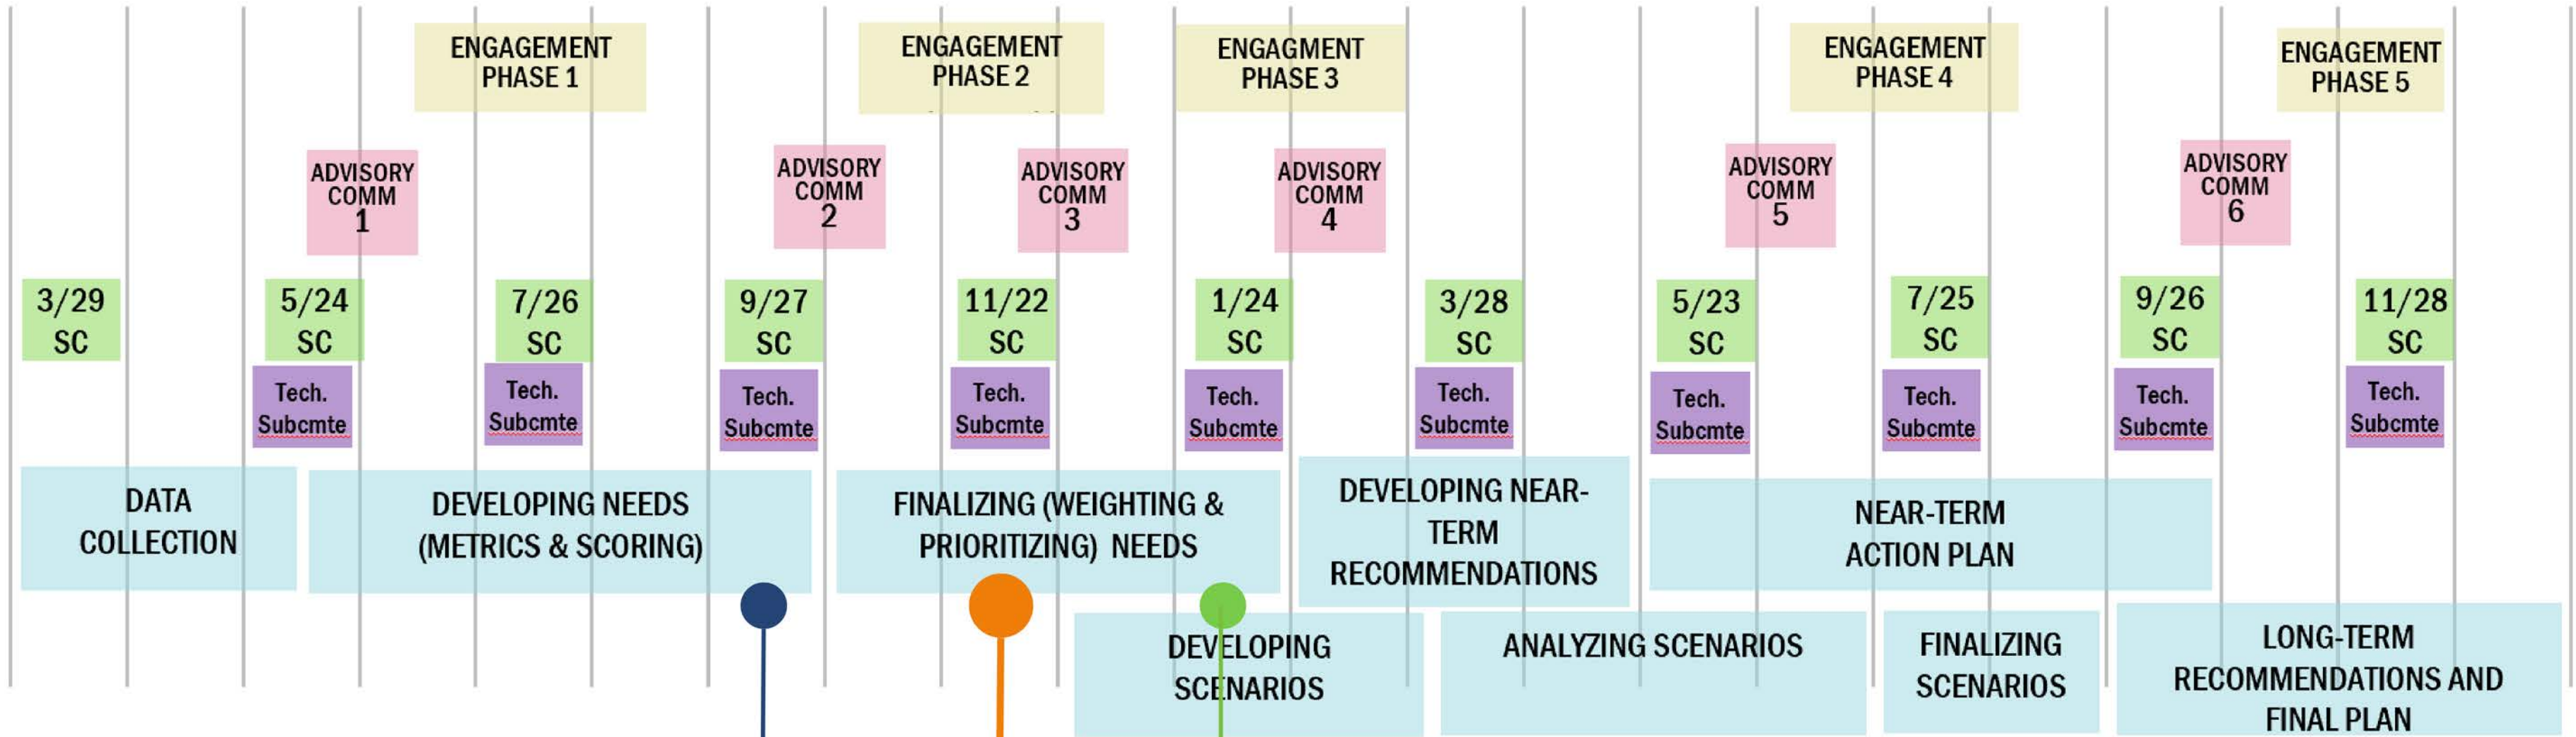 ENGAGEMENT
PHASE 1
ENGAGEMENT
PHASE 2
ENGAGMENT
PHASE 3
ENGAGEMENT
PHASE 4
ENGAGEMENT
PHASE 5
ADVISORY
COMM
1
ADVISORY
COMM
2
ADVISORY
COMM
3
ADVISORY
COMM
4
ADVISORY
COMM
5
ADVISORY
COMM
6
3/29
SC
5/24
SC
7/26
SC
9/27
SC
11/22
SC
1/24
SC
3/28
SC
5/23
SC
7/25
SC
9/26
SC
11/28
SC
Tech.
Subcmte
Tech.
Subcmte
Tech.
Subcmte
Tech.
Subcmte
Tech.
Subcmte
Tech.
Subcmte
Tech.
Subcmte
Tech.
Subcmte
Tech.
Subcmte
Tech.
Subcmte
DATA
COLLECTION
DEVELOPING NEEDS
(METRICS & SCORING)
FINALIZING (WEIGHTING &
PRIORITIZING) NEEDS
DEVELOPING NEAR-
TERM
RECOMMENDATIONS
NEAR-TERM
ACTION PLAN
DEVELOPING
SCENARIOS
ANALYZING SCENARIOS
FINALIZING
SCENARIOS
LONG-TERM
RECOMMENDATIONS AND
FINAL PLAN